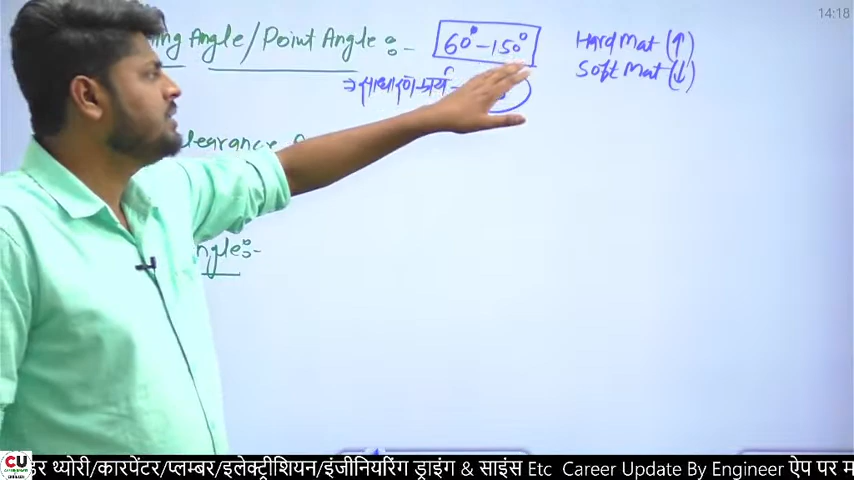 14:18
ing Angle/Point Angle :- 60°-150° Hard Mat (↑)
Soft Mat (↓)
→ साधारण कार्य -
learance
ngle:-
CU
डर थ्योरी/कारपेंटर/प्लम्बर/इलेक्ट्रीशियन/इंजीनियरिंग ड्राइंग & साइंस Etc Career Update By Engineer ऐप पर म